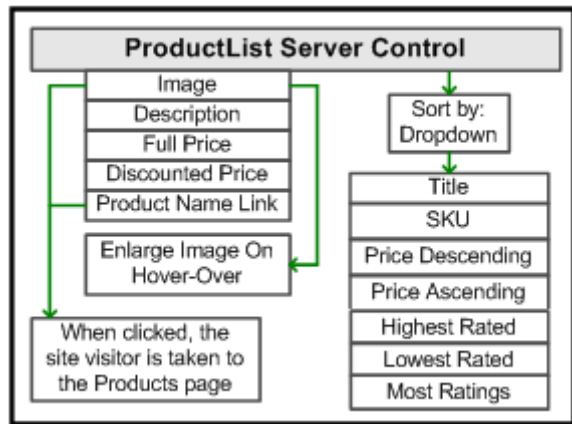 ProductList Server Control
Image
Description
Full Price
Discounted Price
Product Name Link
Enlarge Image On
Hover-Over
When clicked, the
site visitor is taken to
the Products page
Sort by:
Dropdown
Title
SKU
Price Descending
Price Ascending
Highest Rated
Lowest Rated
Most Ratings